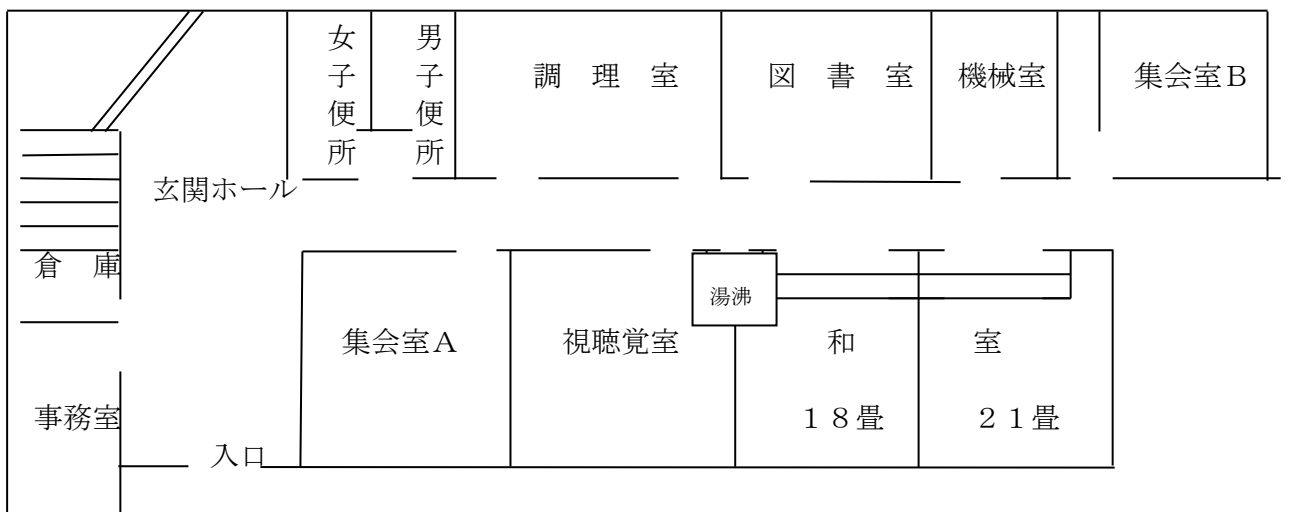 女子便所
男子便所
調　理　室
図　書　室
機械室
集会室Ｂ
玄関ホール
倉　庫
湯沸
集会室Ａ
視聴覚室
和　　　室
１８畳
２１畳
事務室
入口